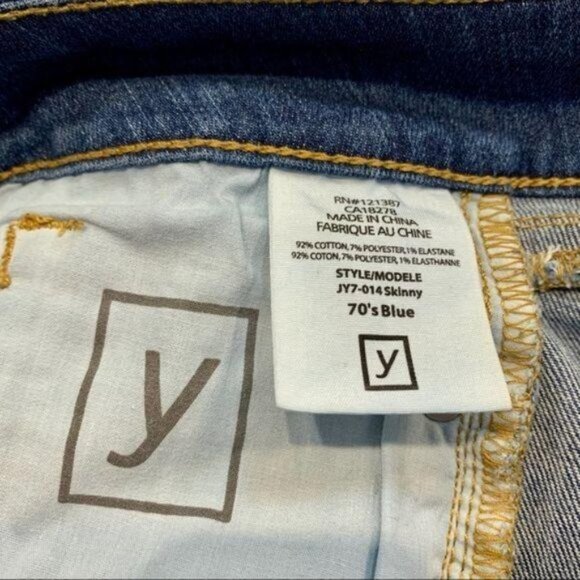 RN#121387
CA18278
MADE IN CHINA
FABRIQUE AU CHINE
92% COTTON, 7% POLYESTER, 1% ELASTANE
92% COTON, 7% POLYESTER, 1% ELASTHANNE
STYLE/MODELE
JY7-014 Skinny
70's Blue
y
y